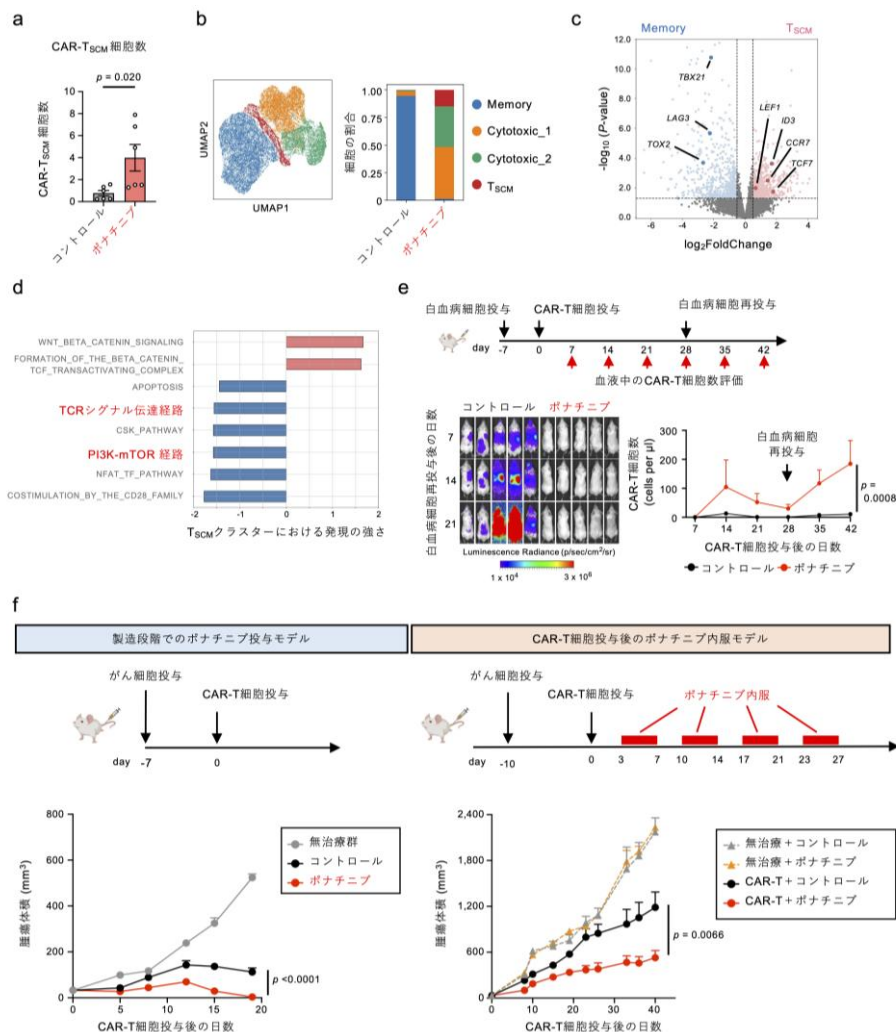 a
CAR-TSCM 細胞数
p = 0.020
CAR-TSCM 細胞数
10
8
6
4
2
0
コントロール
ポナチニブ
b
UMAP2
UMAP1
細胞の割合
1.00
0.75
0.50
0.25
0
コントロール
ポナチニブ
Memory
Cytotoxic_1
Cytotoxic_2
TSCM
c
Memory
TSCM
-log10 (P-value)
12.0
10.0
8.0
6.0
4.0
2.0
0.0
TBX21
LAG3
TOX2
LEF1
ID3
CCR7
TCF7
-6
-4
-2
0
2
4
log2FoldChange
d
WNT_BETA_CATENIN_SIGNALING
FORMATION_OF_THE_BETA_CATENIN_
TCF_TRANSACTIVATING_COMPLEX
APOPTOSIS
TCRシグナル伝達経路
CSK_PATHWAY
PI3K-mTOR 経路
NFAT_TF_PATHWAY
COSTIMULATION_BY_THE_CD28_FAMILY
-2
-1
0
1
2
TSCMクラスターにおける発現の強さ
e
白血病細胞投与
CAR-T細胞投与
白血病細胞再投与
day
-7
0
7
14
21
28
35
42
血液中のCAR-T細胞数評価
コントロール
ポナチニブ
白血病細胞再投与後の日数
7
14
21
Luminescence Radiance (p/sec/cm2/sr)
1 x 104
3 x 106
白血病細胞
再投与
CAR-T細胞数
(cells per μl)
300
200
100
0
p =
0.0008
7
14
21
28
35
42
CAR-T細胞投与後の日数
コントロール
ポナチニブ
f
製造段階でのポナチニブ投与モデル
がん細胞投与
CAR-T細胞投与
day
-7
0
腫瘍体積 (mm3)
800
600
400
200
0
無治療群
コントロール
ポナチニブ
p <0.0001
0
5
10
15
20
CAR-T細胞投与後の日数
CAR-T細胞投与後のポナチニブ内服モデル
がん細胞投与
CAR-T細胞投与
ポナチニブ内服
day
-10
0
3
7
10
14
17
21
23
27
腫瘍体積 (mm3)
2,400
1,800
1,200
600
0
無治療＋コントロール
無治療＋ポナチニブ
CAR-T＋コントロール
CAR-T＋ポナチニブ
p = 0.0066
0
10
20
30
40
CAR-T細胞投与後の日数